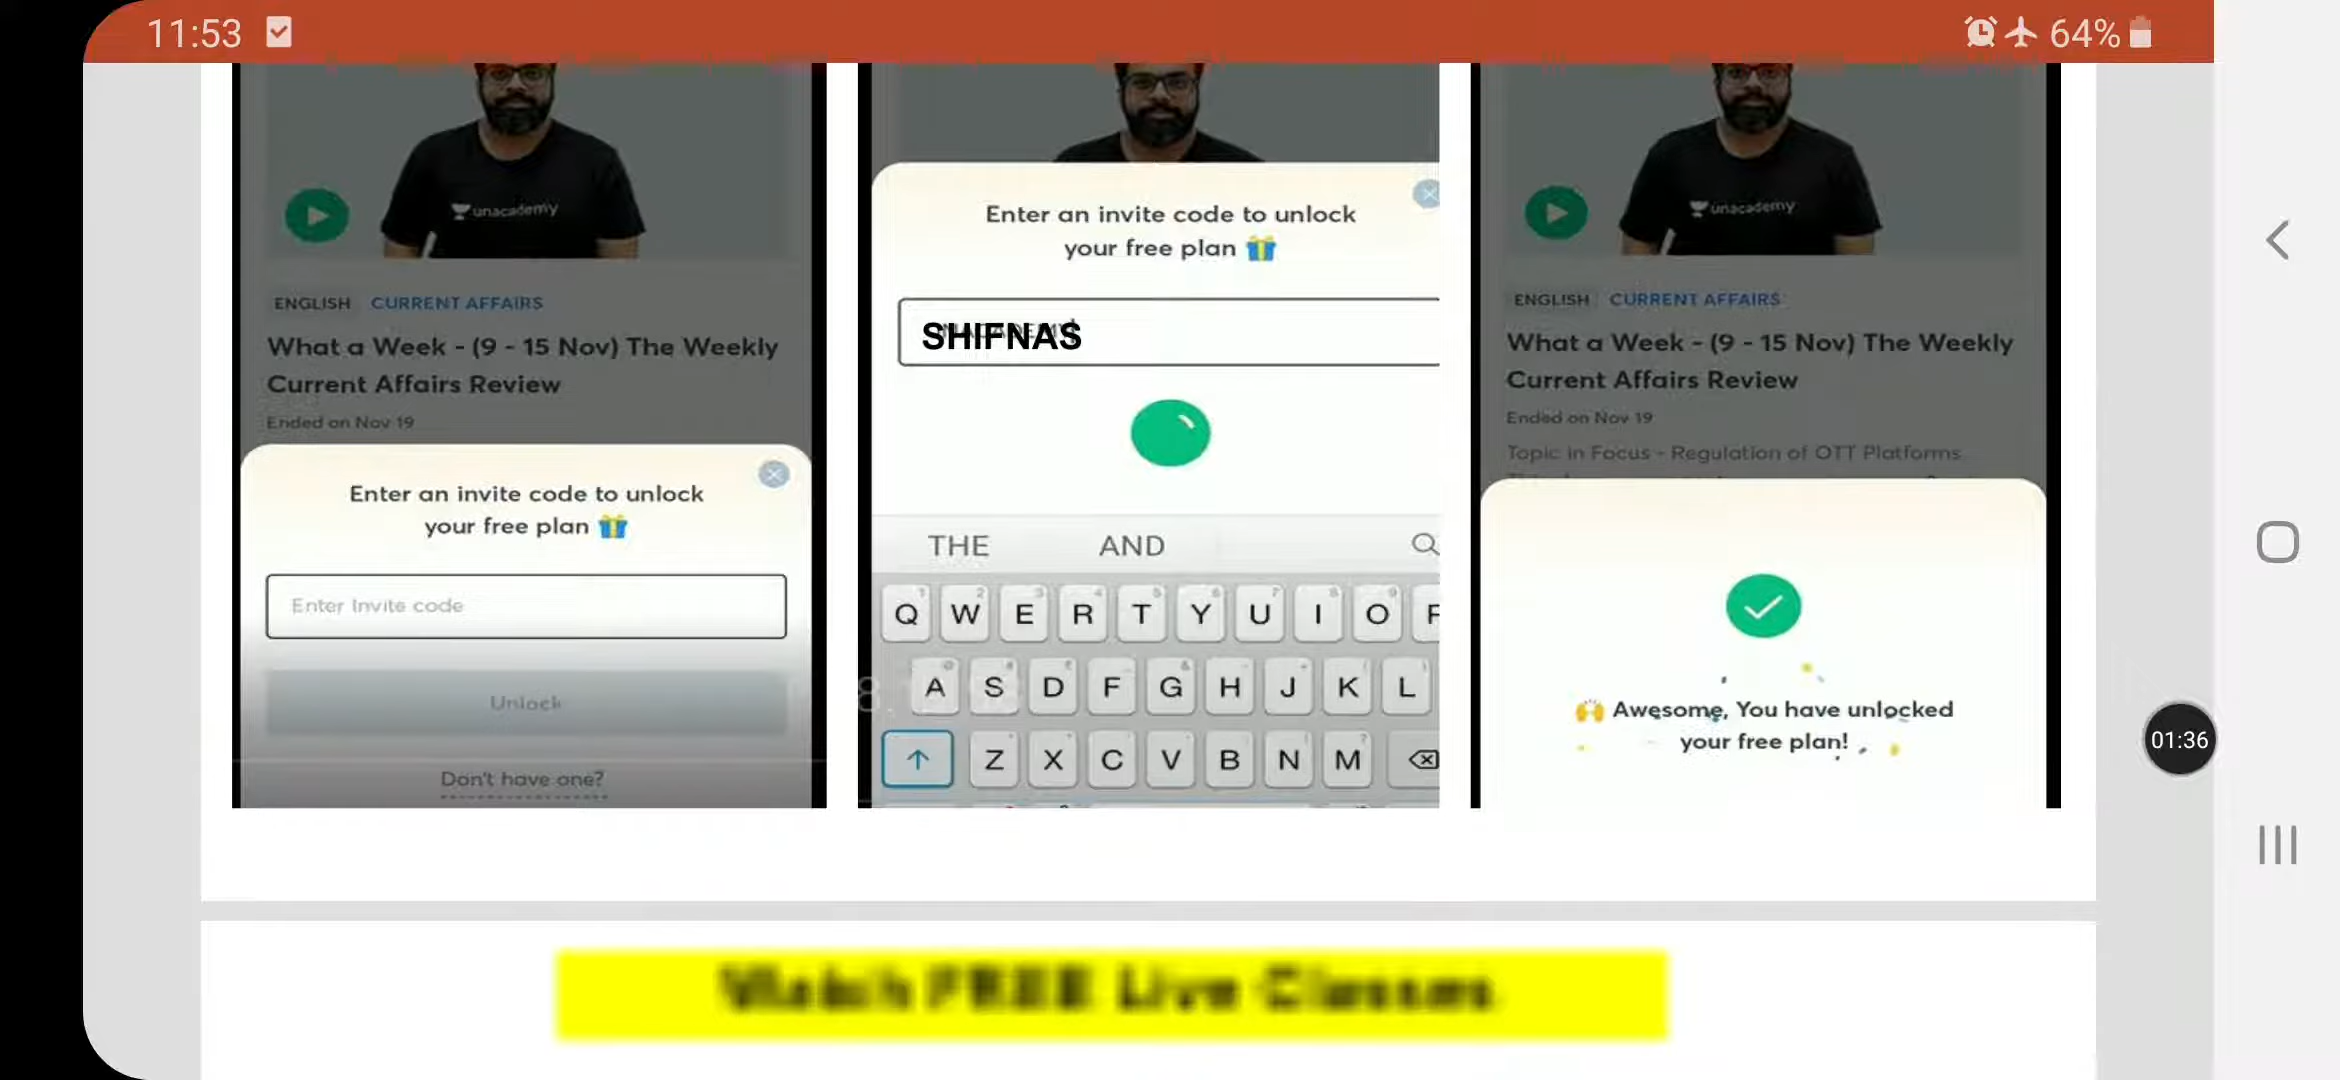 11:53
64%
unacademy
ENGLISH CURRENT AFFAIRS
What a Week - (9 - 15 Nov) The Weekly
Current Affairs Review
Ended on Nov 19
Enter an invite code to unlock
your free plan
Enter Invite code
Unlock
Don't have one?
Enter an invite code to unlock
your free plan
SHIFNAS
THE AND
Q W E R T Y U I O P
A S D F G H J K L
Z X C V B N M
unacademy
ENGLISH CURRENT AFFAIRS
What a Week - (9 - 15 Nov) The Weekly
Current Affairs Review
Ended on Nov 19
Topic in Focus - Regulation of OTT Platforms
Awesome, You have unlocked
your free plan!
01:36
Watch FREE Live Classes